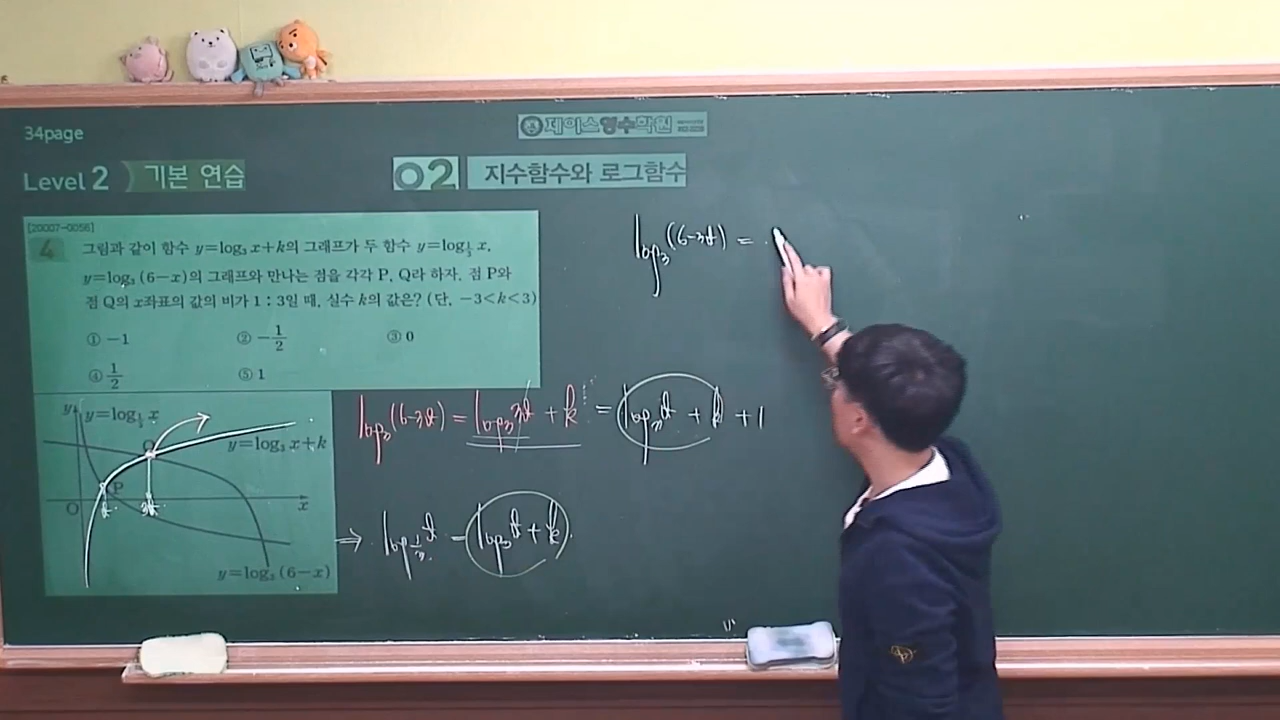 34page
제이스영수학원
Level 2 기본 연습
02 지수함수와 로그함수
[20007-0056]
4 그림과 같이 함수 y=log₃ x+k의 그래프가 두 함수 y=log_{1/3} x,
y=log₃ (6−x)의 그래프와 만나는 점을 각각 P, Q라 하자. 점 P와
점 Q의 x좌표의 값의 비가 1 : 3일 때, 실수 k의 값은? (단, −3<k<3)
① −1 ② −1/2 ③ 0
④ 1/2 ⑤ 1
y
y=log_{1/3} x
Q
y=log₃ x+k
P
O
t
3t
x
y=log₃ (6−x)
log₃(6-3t) =
log₃(6-3t) = log₃3t + k = log₃t + k + 1
⇒ log_{1/3}t = log₃t + k